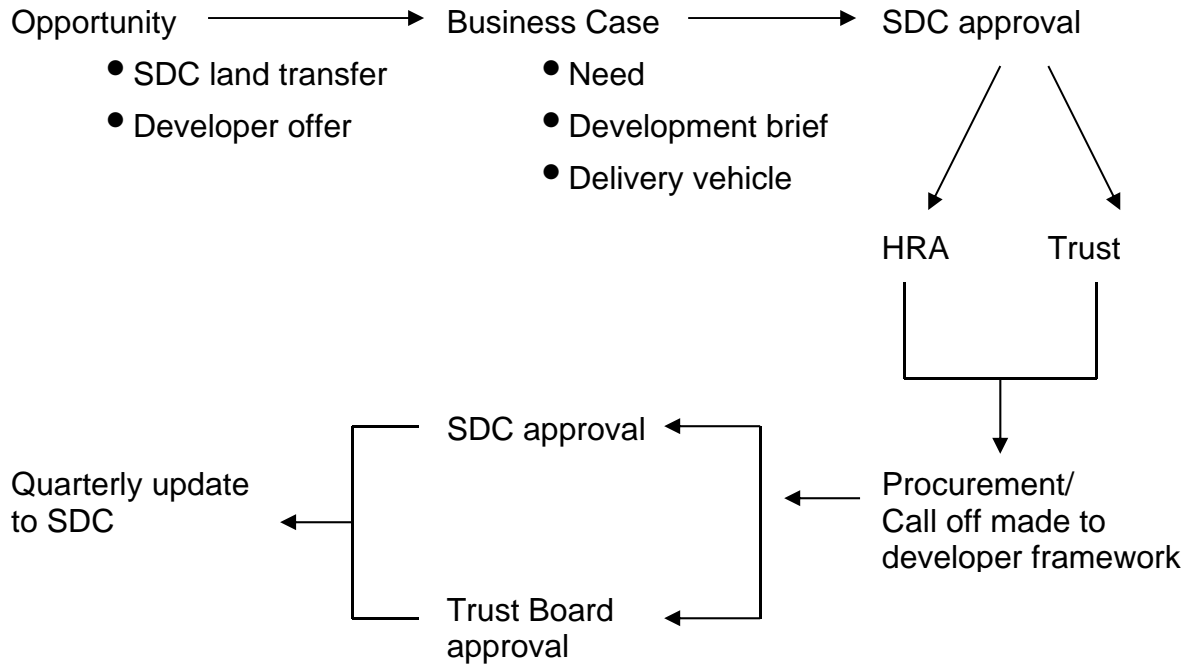 Opportunity
• SDC land transfer
• Developer offer
Business Case
• Need
• Development brief
• Delivery vehicle
SDC approval
HRA
Trust
Procurement/
Call off made to
developer framework
SDC approval
Trust Board
approval
Quarterly update
to SDC